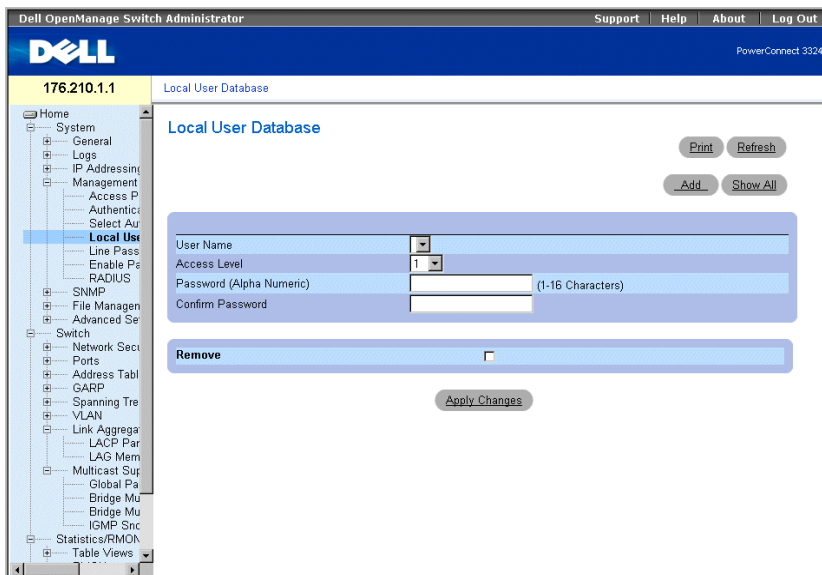 Dell OpenManage Switch Administrator
Support Help About Log Out
DELL
PowerConnect 3324
176.210.1.1
Local User Database
Home
System
General
Logs
IP Addressing
Management
Access P
Authentica
Select Au
Local Use
Line Pass
Enable Pa
RADIUS
SNMP
File Managen
Advanced Se
Switch
Network Secu
Ports
Address Tabl
GARP
Spanning Tre
VLAN
Link Aggrega
LACP Par
LAG Mem
Multicast Sup
Global Pa
Bridge Mu
Bridge Mu
IGMP Sno
Statistics/RMON
Table Views
Local User Database
Print Refresh
Add Show All
User Name
Access Level 1
Password (Alpha Numeric) (1-16 Characters)
Confirm Password
Remove
Apply Changes